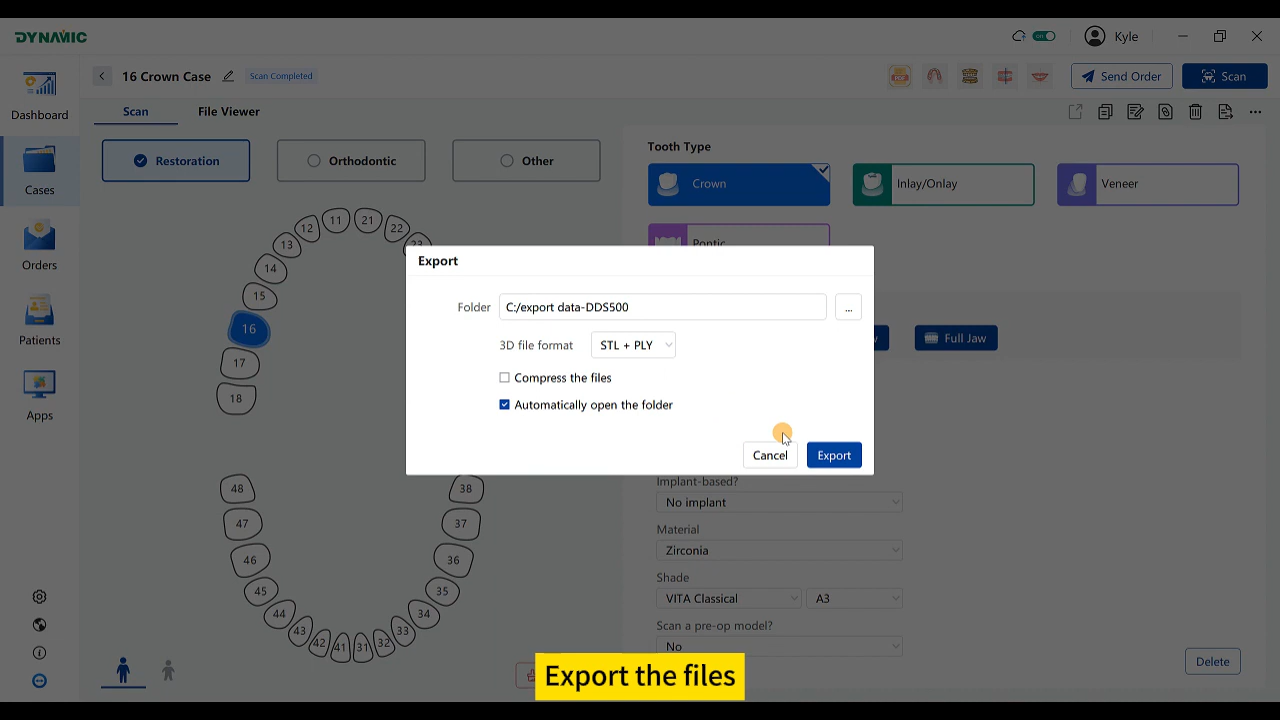 DYNAMIC
ON
Kyle
16 Crown Case
Scan Completed
PDF
Send Order
Scan
Dashboard
Cases
Orders
Patients
Apps
Scan
File Viewer
Restoration
Orthodontic
Other
11
21
12
22
13
23
14
15
16
17
18
48
38
47
37
46
36
45
35
44
34
43
33
42
41
31
32
Tooth Type
Crown
Inlay/Onlay
Veneer
Pontic
Full Jaw
Export
Folder
C:/export data-DDS500
...
3D file format
STL + PLY
Compress the files
Automatically open the folder
Cancel
Export
Implant-based?
No implant
Material
Zirconia
Shade
VITA Classical
A3
Scan a pre-op model?
No
Delete
Export the files